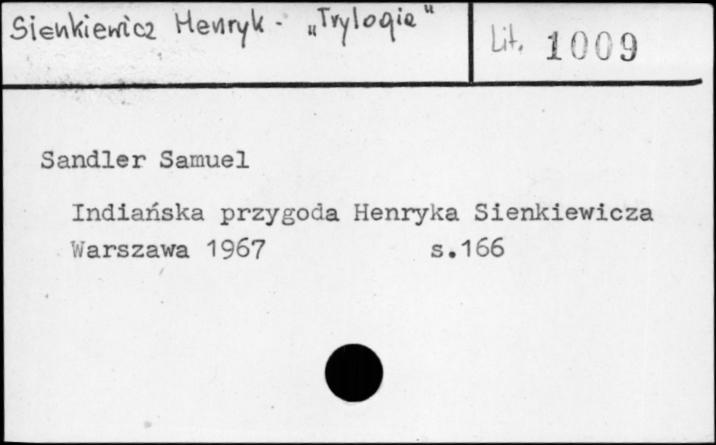 Sienkiewicz Henryk - „Trylogia"
Lit. 1009
Sandler Samuel
Indiańska przygoda Henryka Sienkiewicza
Warszawa 1967 s.166